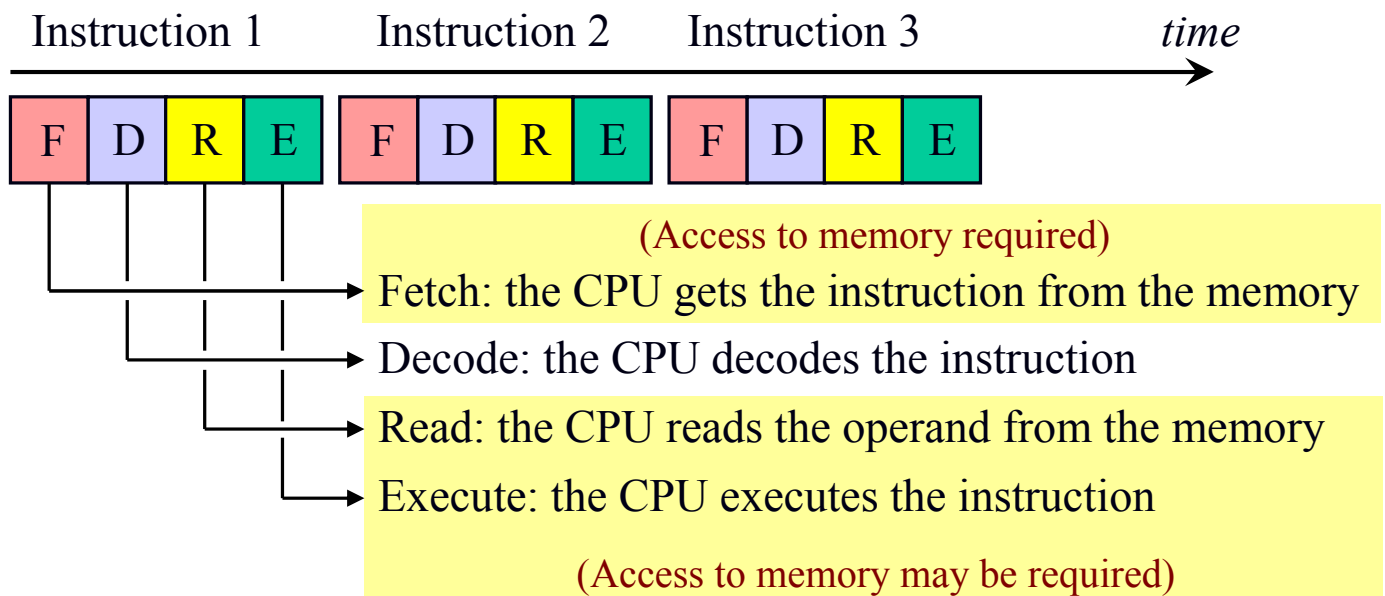 Instruction 1 Instruction 2 Instruction 3 time
F D R E F D R E F D R E
(Access to memory required)
Fetch: the CPU gets the instruction from the memory
Decode: the CPU decodes the instruction
Read: the CPU reads the operand from the memory
Execute: the CPU executes the instruction
(Access to memory may be required)